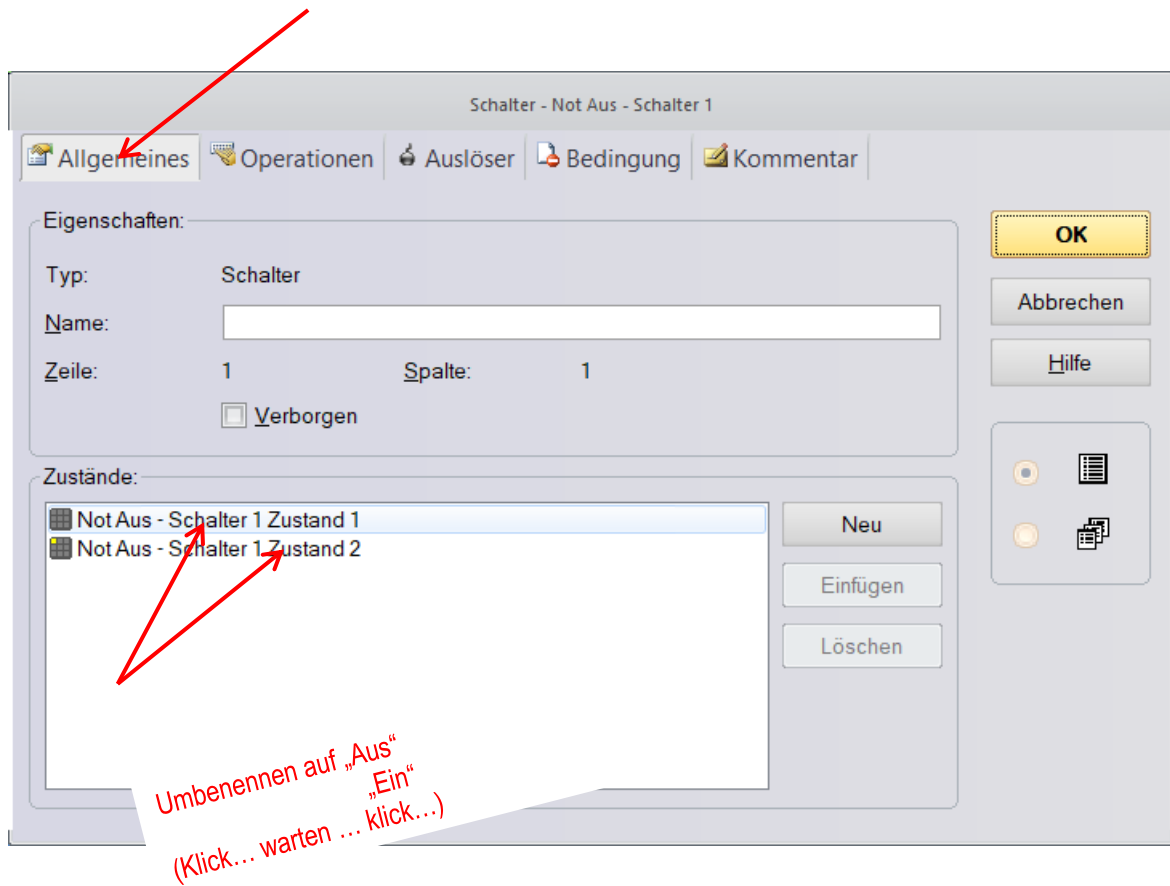 Schalter - Not Aus - Schalter 1
Allgemeines Operationen Auslöser Bedingung Kommentar
Eigenschaften:
Typ: Schalter
Name:
Zeile: 1 Spalte: 1
Verborgen
OK
Abbrechen
Hilfe
Zustände:
Not Aus - Schalter 1 Zustand 1
Not Aus - Schalter 1 Zustand 2
Neu
Einfügen
Löschen
Umbenennen auf „Aus“
„Ein“
(Klick… warten … klick…)